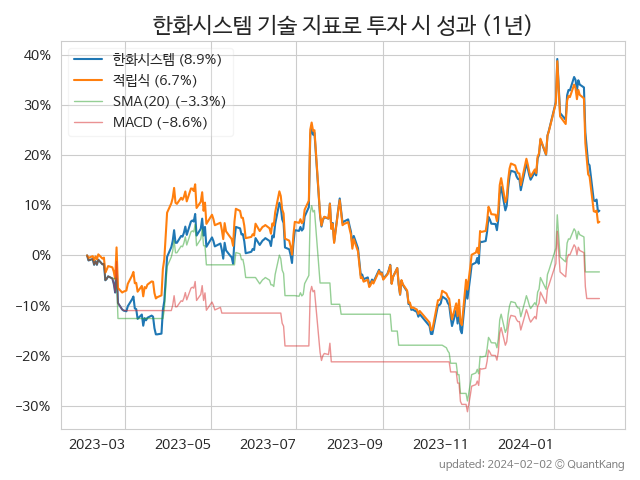 한화시스템 기술 지표로 투자 시 성과 (1년)
한화시스템 (8.9%)
적립식 (6.7%)
SMA(20) (−3.3%)
MACD (−8.6%)
40%
30%
20%
10%
0%
−10%
−20%
−30%
2023-03 2023-05 2023-07 2023-09 2023-11 2024-01
updated: 2024-02-02 © QuantKang